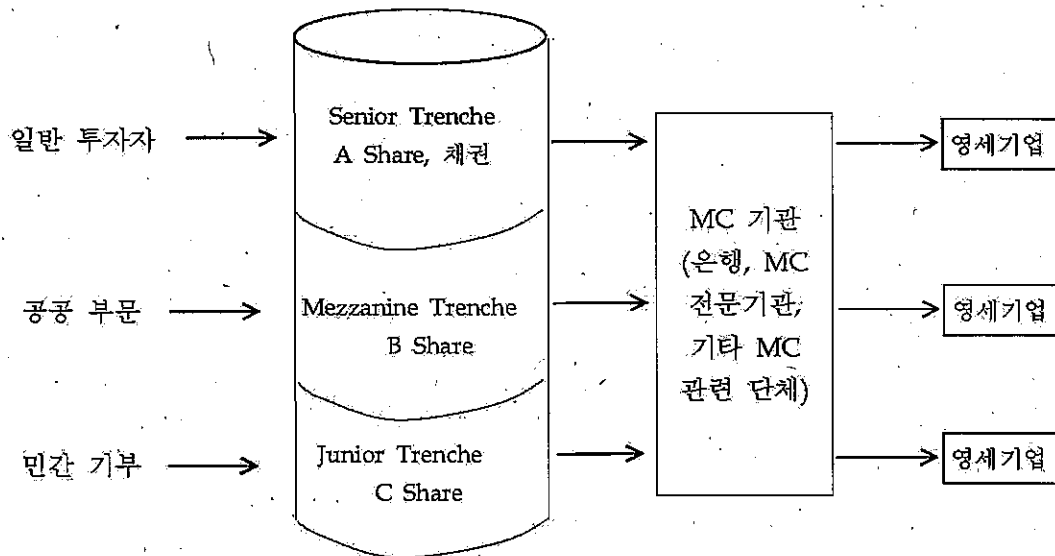 일반 투자자
Senior Trenche
A Share, 채권
영세기업
MC 기관
(은행, MC
전문기관,
기타 MC
관련 단체)
공공 부문
Mezzanine Trenche
B Share
영세기업
민간 기부
Junior Trenche
C Share
영세기업